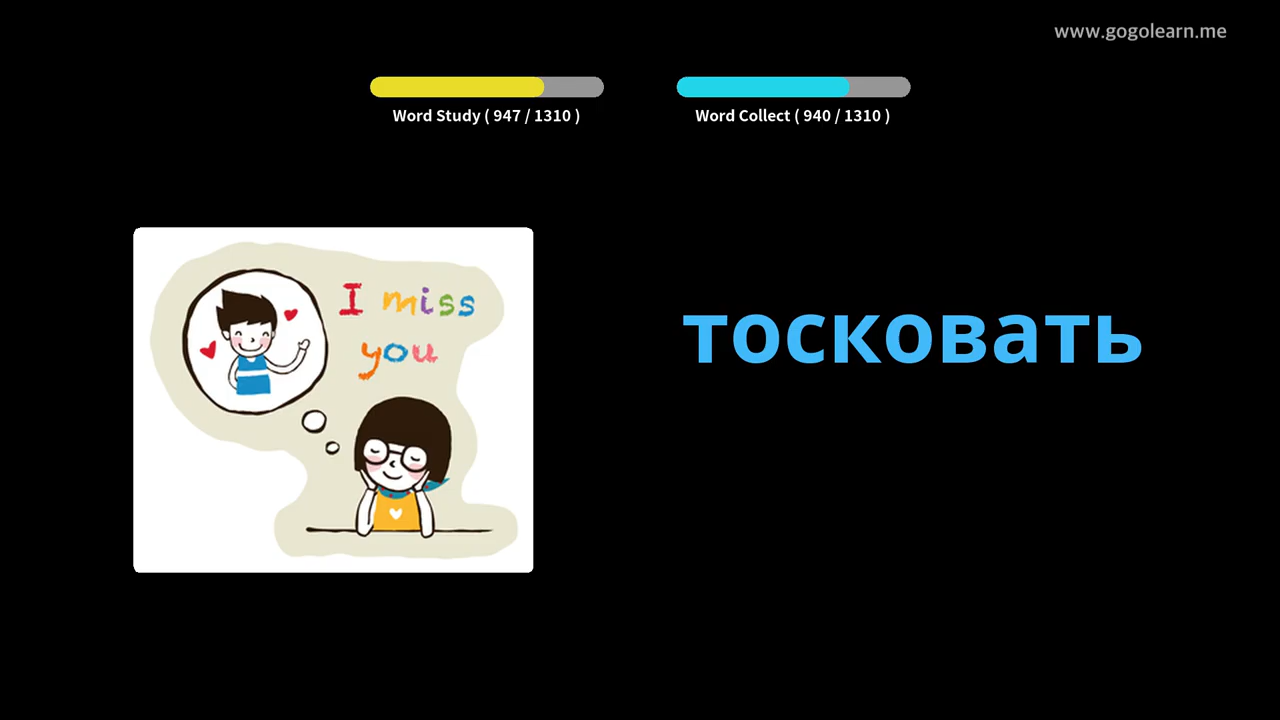 www.gogolearn.me
Word Study ( 947 / 1310 )
Word Collect ( 940 / 1310 )
I miss
you
тосковать